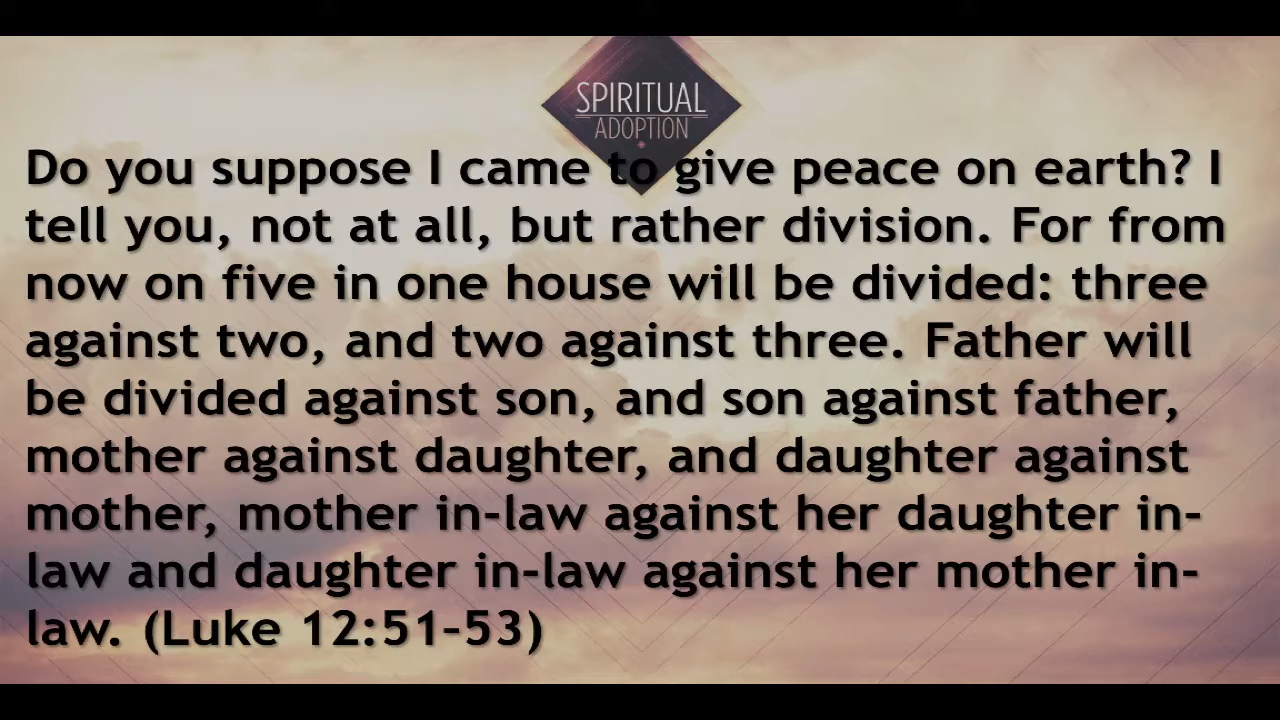 SPIRITUAL
ADOPTION
Do you suppose I came to give peace on earth? I
tell you, not at all, but rather division. For from
now on five in one house will be divided: three
against two, and two against three. Father will
be divided against son, and son against father,
mother against daughter, and daughter against
mother, mother in-law against her daughter in-
law and daughter in-law against her mother in-
law. (Luke 12:51–53)